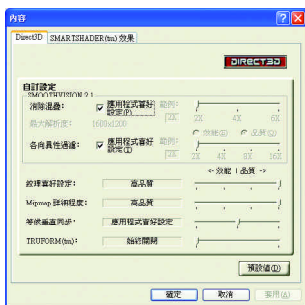 內容
Direct3D SMARTSHADER(tm) 效果
DIRECT3D
自訂設定
SMOOTHVISION 2.1
消除混疊: 應用程式喜好設定(P) 範例: 2X 2X 4X 6X
最大解析度: 1600x1200 效能(S) 品質(Q)
各向異性過濾: 應用程式喜好設定(I) 範例: 2X 2X 4X 8X 16X
<- 效能 | 品質 ->
紋理喜好設定: 高品質
Mipmap 詳細程度: 高品質
等候垂直同步: 應用程式喜好設定
TRUFORM(tm): 始終關閉
預設值(D)
確定 取消 套用(A)